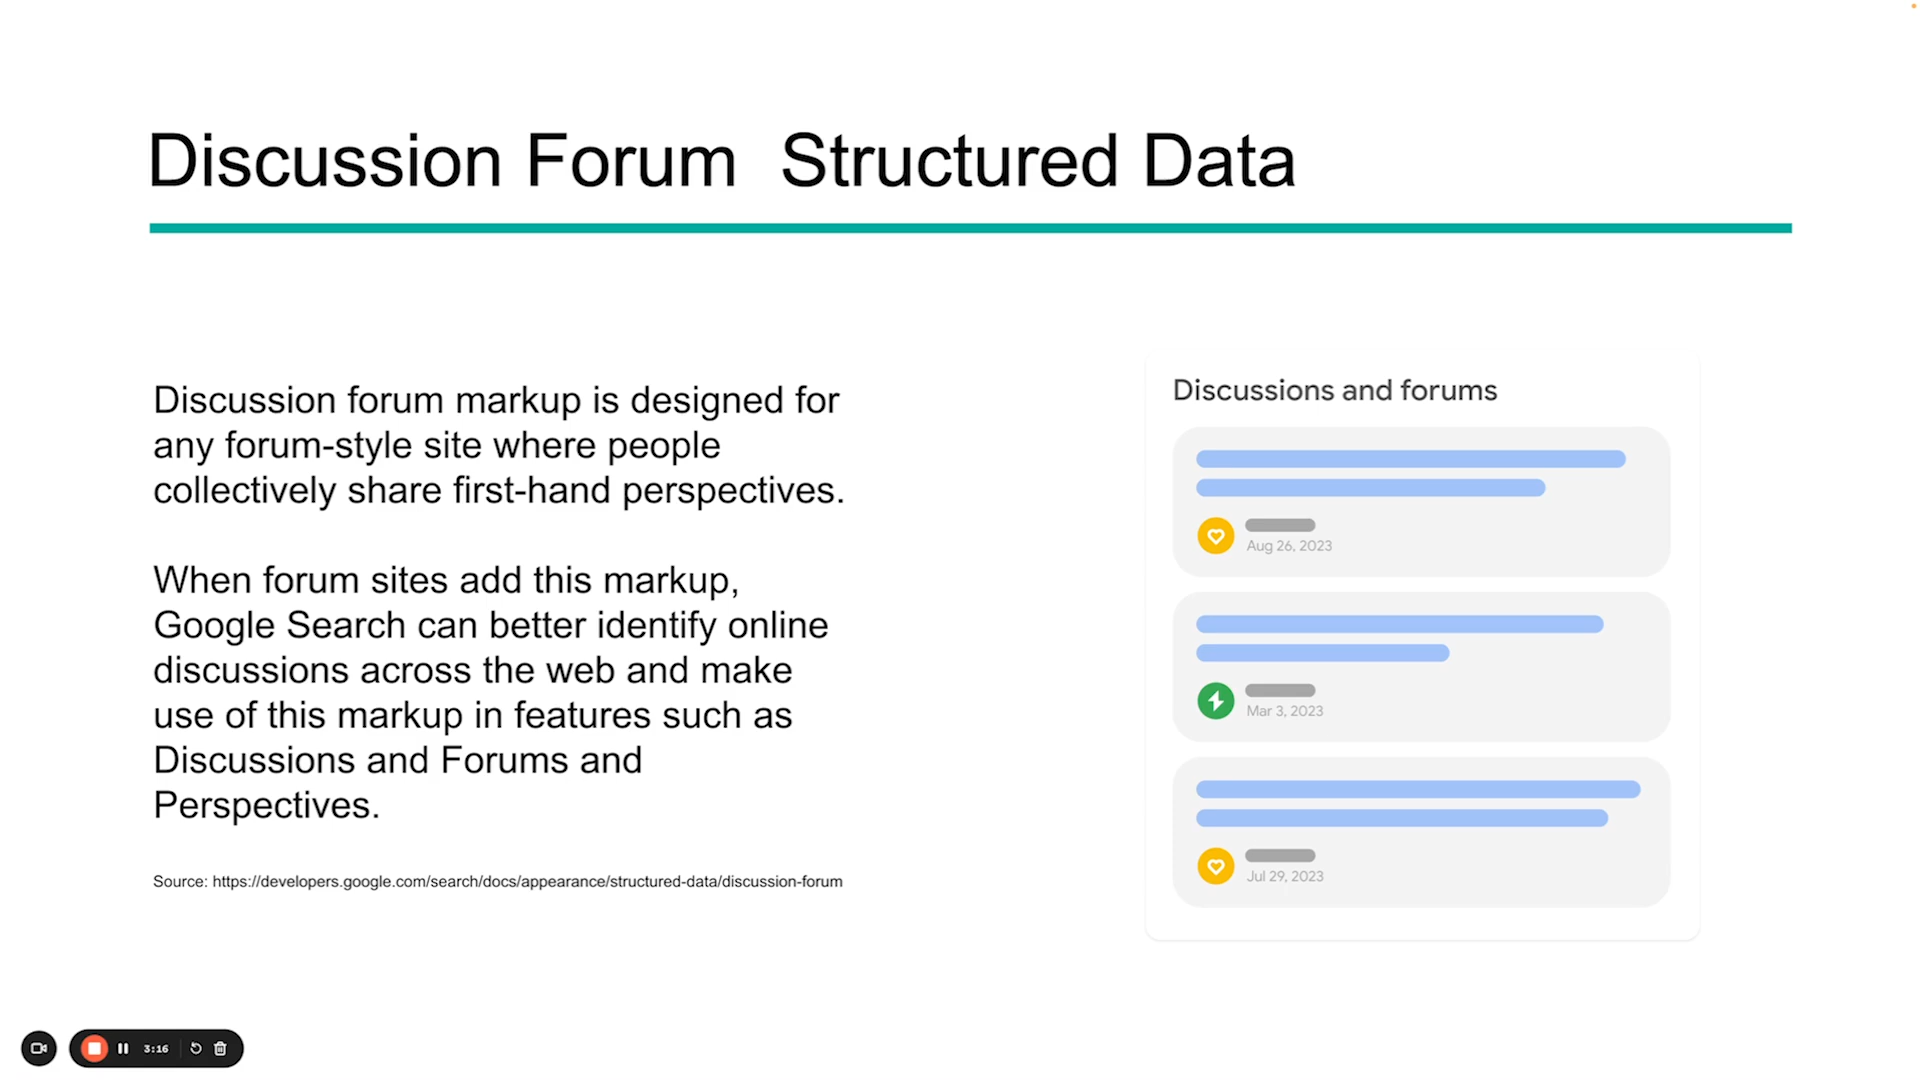 Discussion Forum  Structured Data
Discussion forum markup is designed for
any forum-style site where people
collectively share first-hand perspectives.
When forum sites add this markup,
Google Search can better identify online
discussions across the web and make
use of this markup in features such as
Discussions and Forums and
Perspectives.
Source: https://developers.google.com/search/docs/appearance/structured-data/discussion-forum
Discussions and forums
Aug 26, 2023
Mar 3, 2023
Jul 29, 2023
3:16